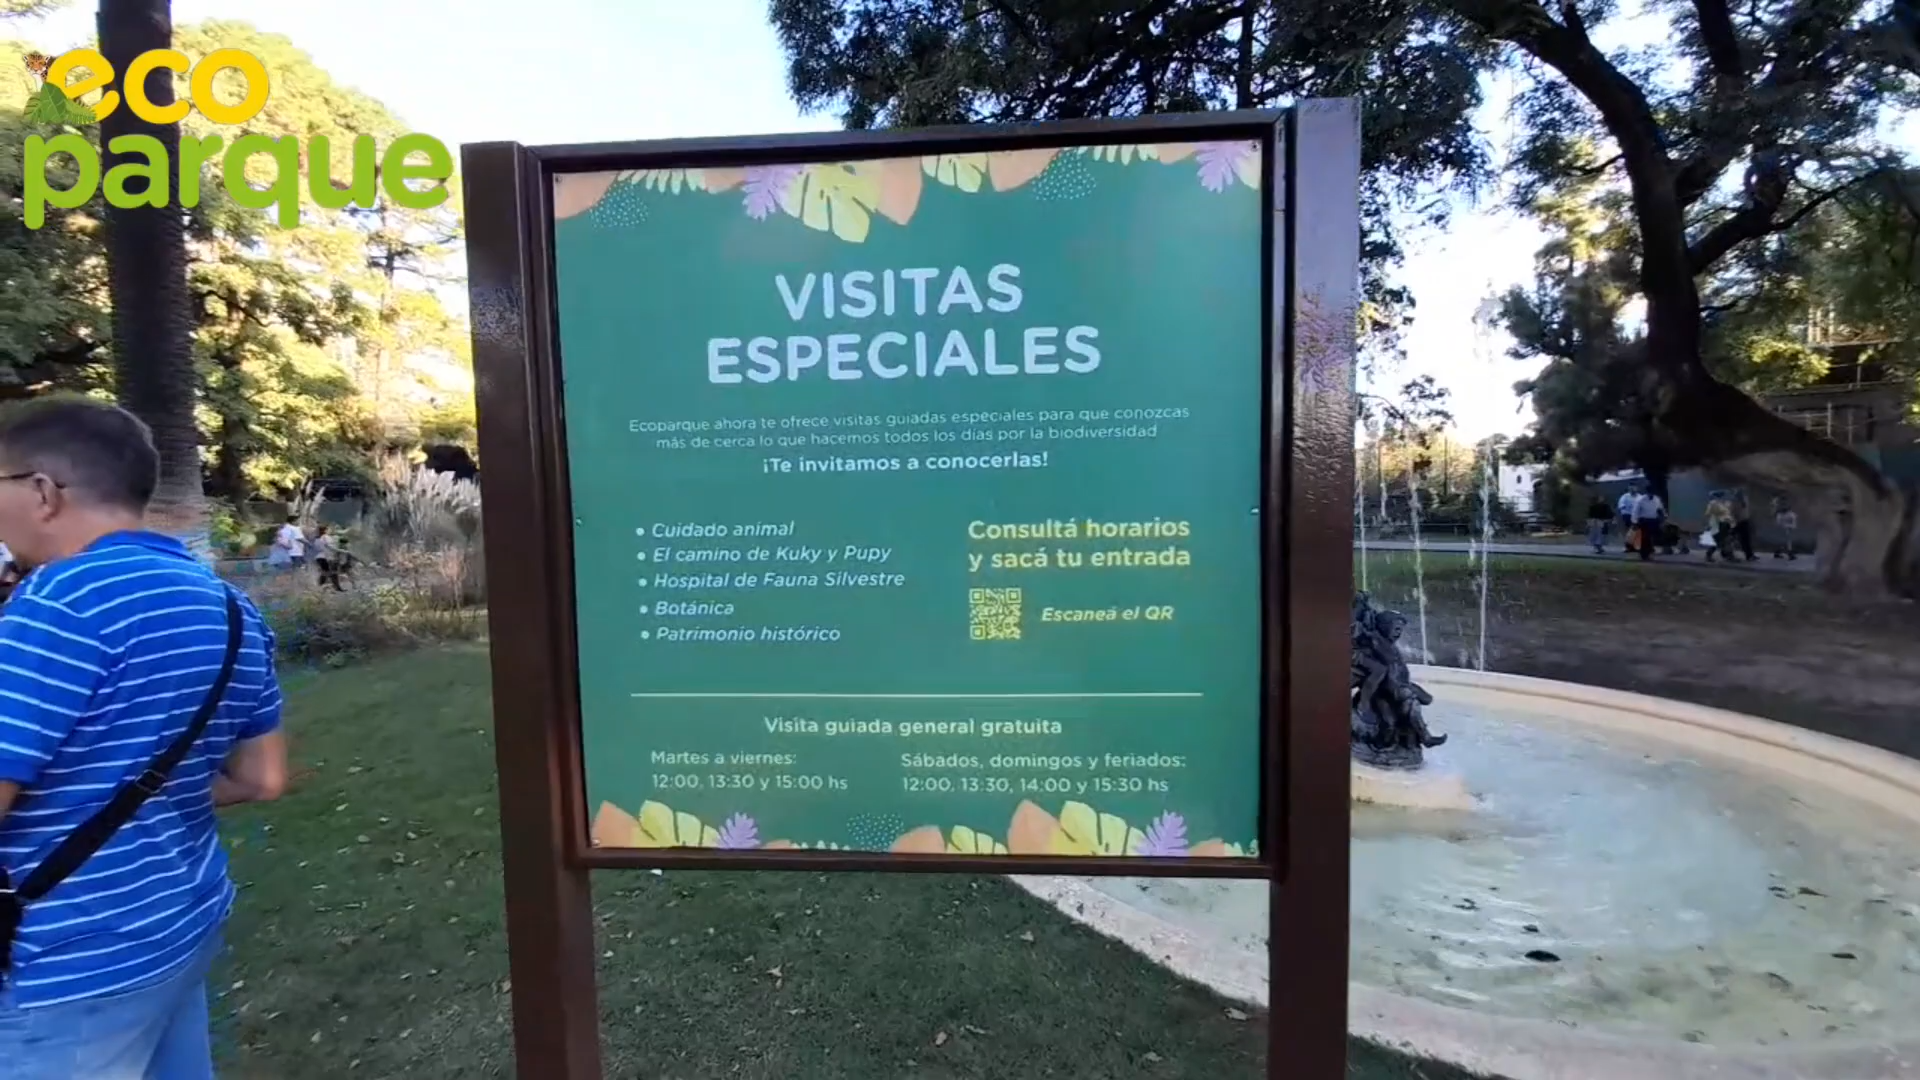 eco
parque
VISITAS
ESPECIALES
Ecoparque ahora te ofrece visitas guiadas especiales para que conozcas
más de cerca lo que hacemos todos los días por la biodiversidad
¡Te invitamos a conocerlas!
• Cuidado animal
• El camino de Kuky y Pupy
• Hospital de Fauna Silvestre
• Botánica
• Patrimonio histórico
Consultá horarios
y sacá tu entrada
Escaneá el QR
Visita guiada general gratuita
Martes a viernes:
12:00, 13:30 y 15:00 hs
Sábados, domingos y feriados:
12:00, 13:30, 14:00 y 15:30 hs